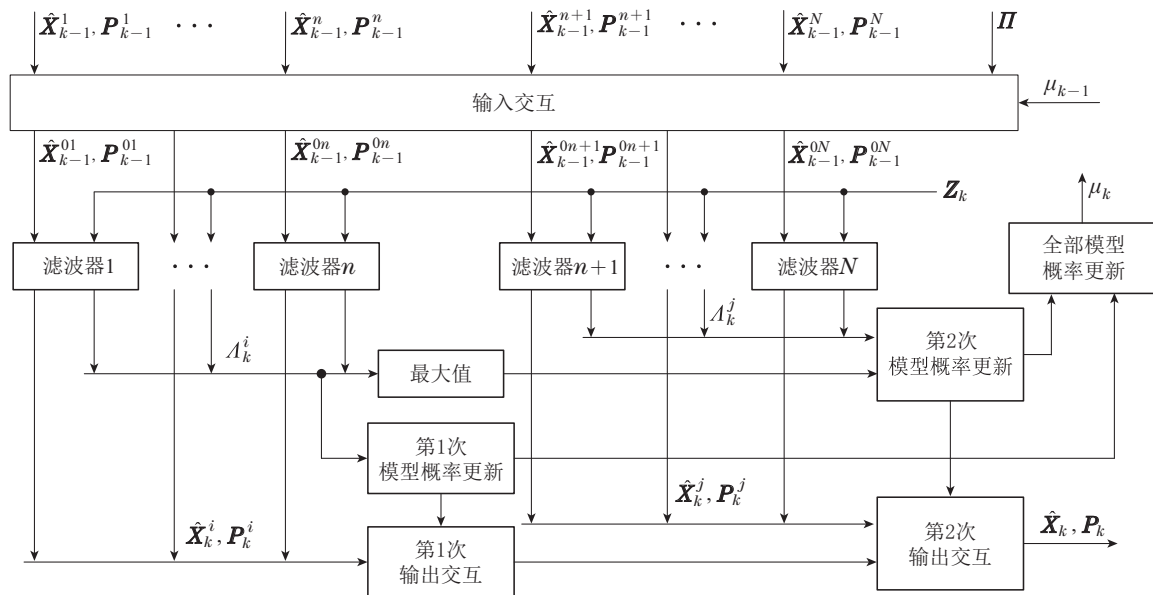 X̂¹ₖ₋₁, P¹ₖ₋₁ ··· X̂ⁿₖ₋₁, Pⁿₖ₋₁ X̂ⁿ⁺¹ₖ₋₁, Pⁿ⁺¹ₖ₋₁ ··· X̂ᴺₖ₋₁, Pᴺₖ₋₁ Π
输入交互 μₖ₋₁
X̂⁰¹ₖ₋₁, P⁰¹ₖ₋₁ X̂⁰ⁿₖ₋₁, P⁰ⁿₖ₋₁ X̂⁰ⁿ⁺¹ₖ₋₁, P⁰ⁿ⁺¹ₖ₋₁ X̂⁰ᴺₖ₋₁, P⁰ᴺₖ₋₁
Zₖ μₖ
滤波器1 ··· 滤波器n 滤波器n+1 ··· 滤波器N
全部模型
概率更新
Λʲₖ
第2次
模型概率更新
Λⁱₖ
最大值
第1次
模型概率更新
X̂ʲₖ, Pʲₖ
X̂ⁱₖ, Pⁱₖ
第1次
输出交互
第2次
输出交互
X̂ₖ, Pₖ